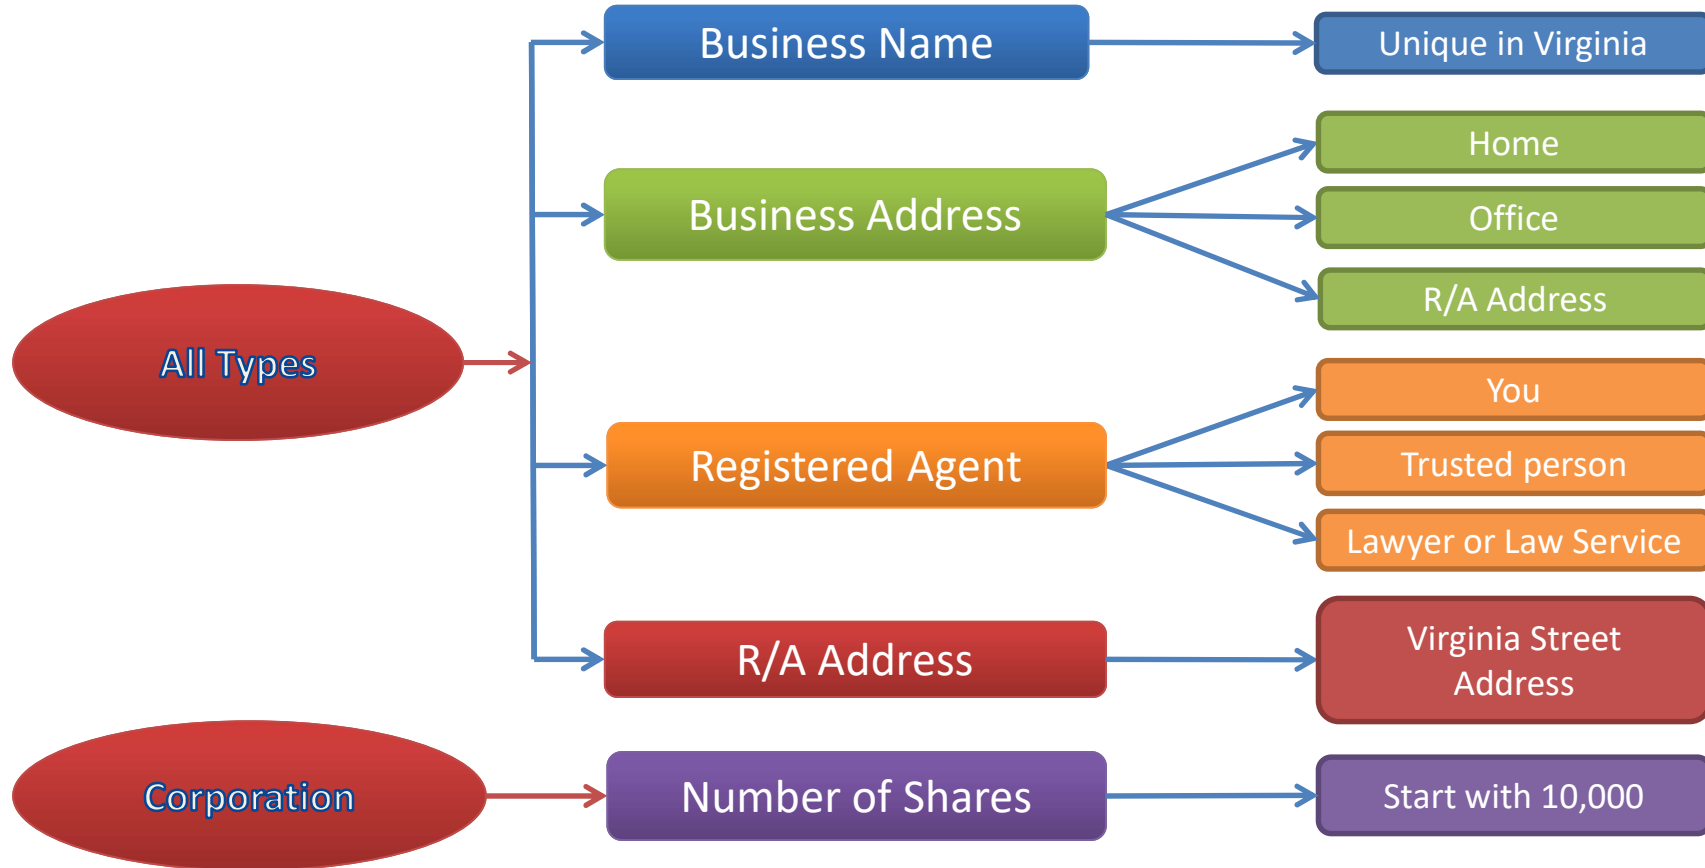 Business Name
Unique in Virginia
Business Address
Home
Office
R/A Address
All Types
Registered Agent
You
Trusted person
Lawyer or Law Service
R/A Address
Virginia Street
Address
Corporation
Number of Shares
Start with 10,000